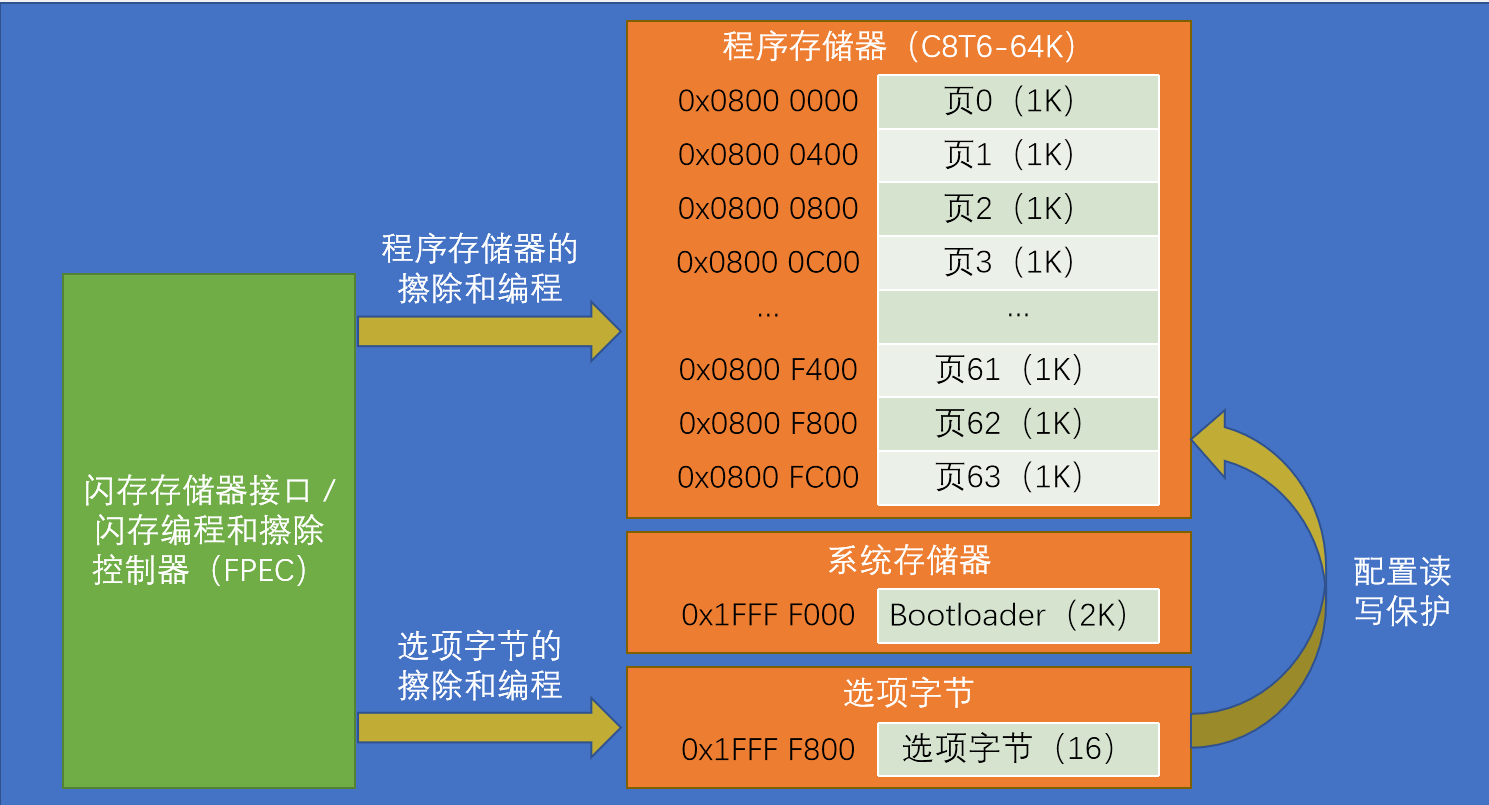 程序存储器（C8T6-64K）
0x0800 0000 页0（1K）
0x0800 0400 页1（1K）
0x0800 0800 页2（1K）
0x0800 0C00 页3（1K）
... ...
0x0800 F400 页61（1K）
0x0800 F800 页62（1K）
0x0800 FC00 页63（1K）
程序存储器的
擦除和编程
闪存存储器接口 /
闪存编程和擦除
控制器（FPEC）
系统存储器
0x1FFF F000 Bootloader（2K）
配置读
写保护
选项字节的
擦除和编程
选项字节
0x1FFF F800 选项字节（16）